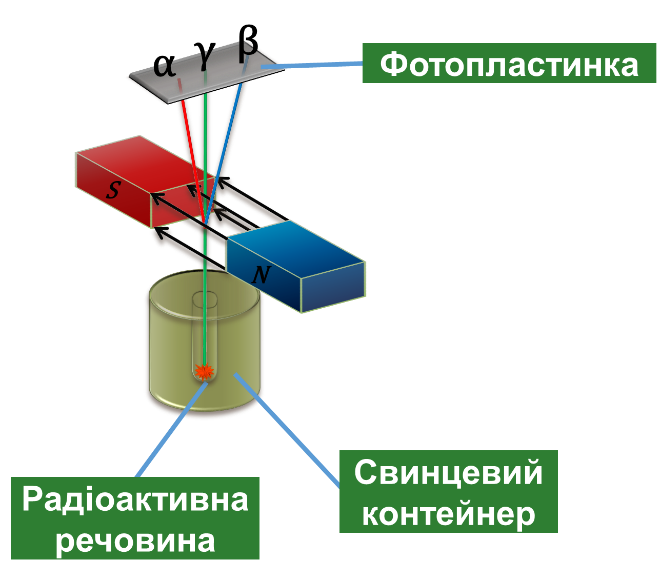 α γ β
Фотопластинка
S
N
Свинцевий
контейнер
Радіоактивна
речовина